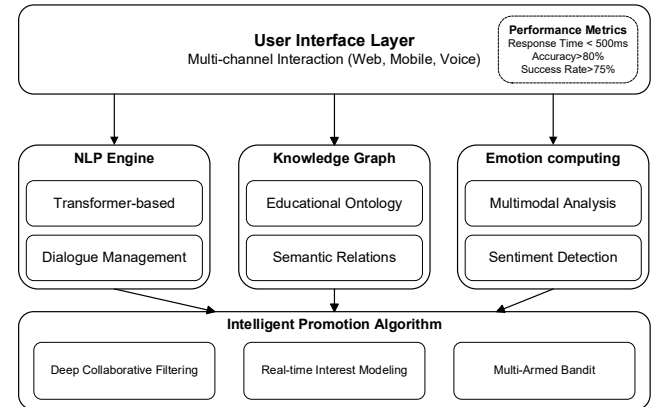 User Interface Layer
Multi-channel Interaction (Web, Mobile, Voice)
Performance Metrics
Response Time < 500ms
Accuracy>80%
Success Rate>75%
NLP Engine
Transformer-based
Dialogue Management
Knowledge Graph
Educational Ontology
Semantic Relations
Emotion computing
Multimodal Analysis
Sentiment Detection
Intelligent Promotion Algorithm
Deep Collaborative Filtering
Real-time Interest Modeling
Multi-Armed Bandit